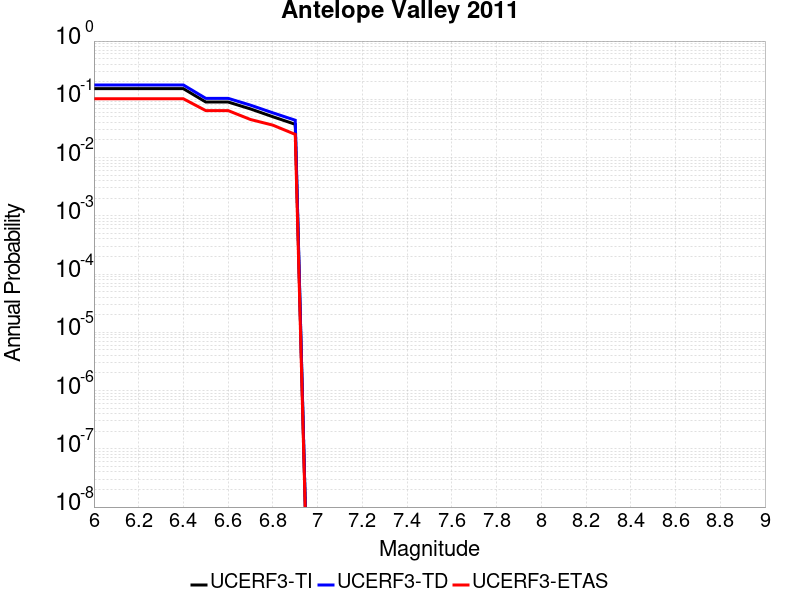 Antelope Valley 2011
Annual Probability
10^0
10^-1
10^-2
10^-3
10^-4
10^-5
10^-6
10^-7
10^-8
6 6.2 6.4 6.6 6.8 7 7.2 7.4 7.6 7.8 8 8.2 8.4 8.6 8.8 9
Magnitude
UCERF3-TI UCERF3-TD UCERF3-ETAS